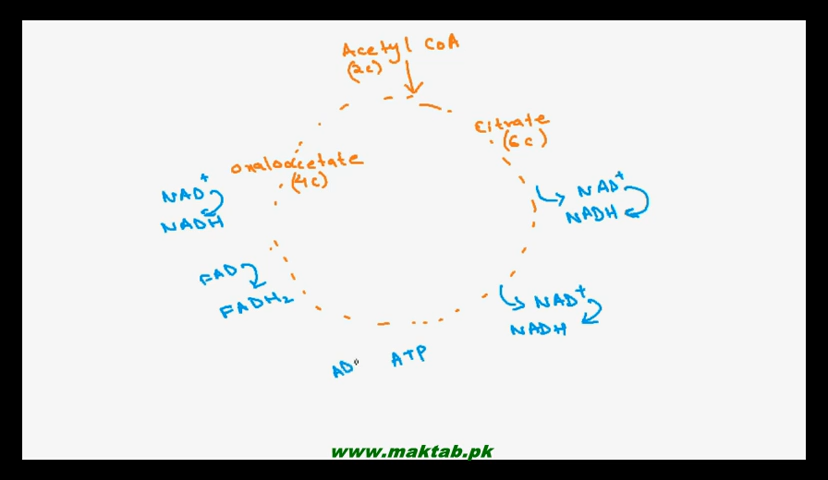 Acetyl CoA
(2c)
Citrate
(6c)
Oxaloacetate
(4c)
NAD+
NADH
NAD+
NADH
FAD
FADH2
NAD+
NADH
AD
ATP
www.maktab.pk